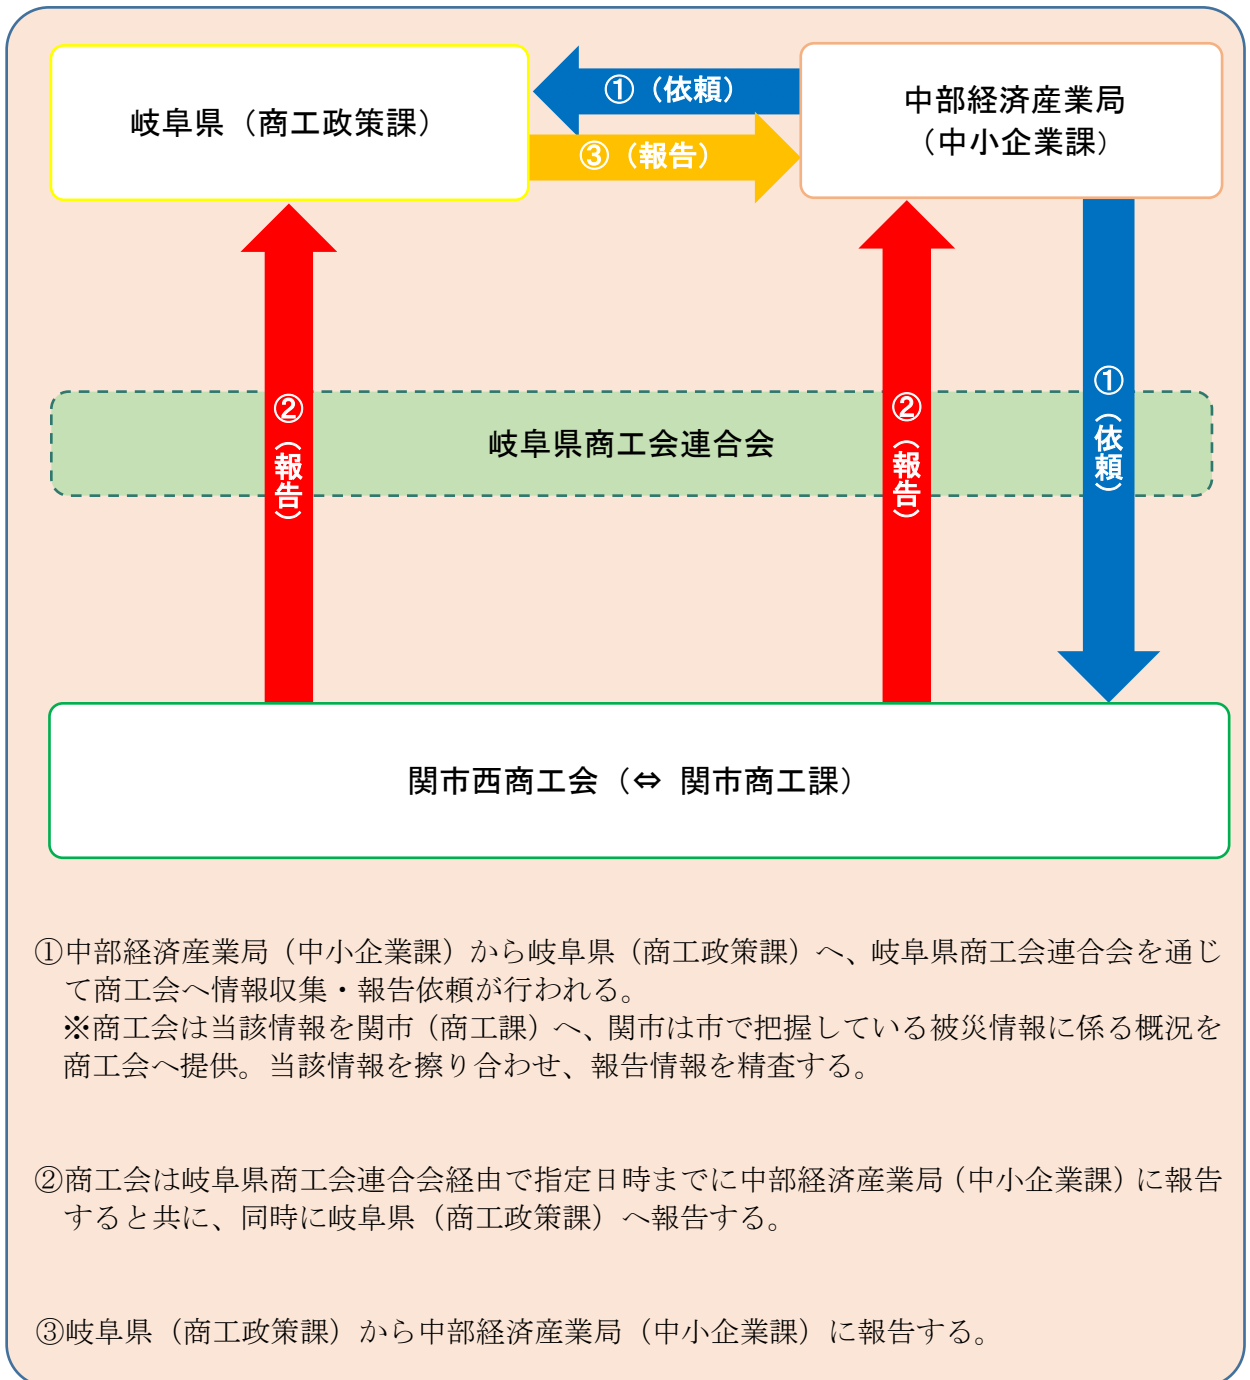 岐阜県（商工政策課）
①（依頼）
③（報告）
中部経済産業局
（中小企業課）
②（報告）
岐阜県商工会連合会
②（報告）
①（依頼）
関市西商工会（⇔ 関市商工課）
①中部経済産業局（中小企業課）から岐阜県（商工政策課）へ、岐阜県商工会連合会を通じ
て商工会へ情報収集・報告依頼が行われる。
※商工会は当該情報を関市（商工課）へ、関市は市で把握している被災情報に係る概況を
商工会へ提供。当該情報を擦り合わせ、報告情報を精査する。
②商工会は岐阜県商工会連合会経由で指定日時までに中部経済産業局（中小企業課）に報告
すると共に、同時に岐阜県（商工政策課）へ報告する。
③岐阜県（商工政策課）から中部経済産業局（中小企業課）に報告する。